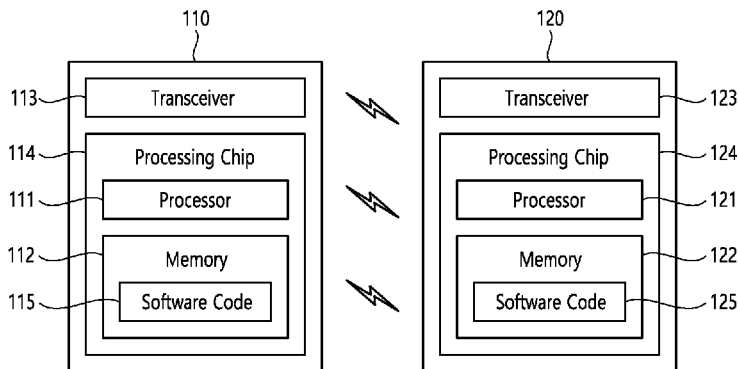 110
120
113
Transceiver
Transceiver
123
114
Processing Chip
Processing Chip
124
111
Processor
Processor
121
112
Memory
Memory
122
115
Software Code
Software Code
125